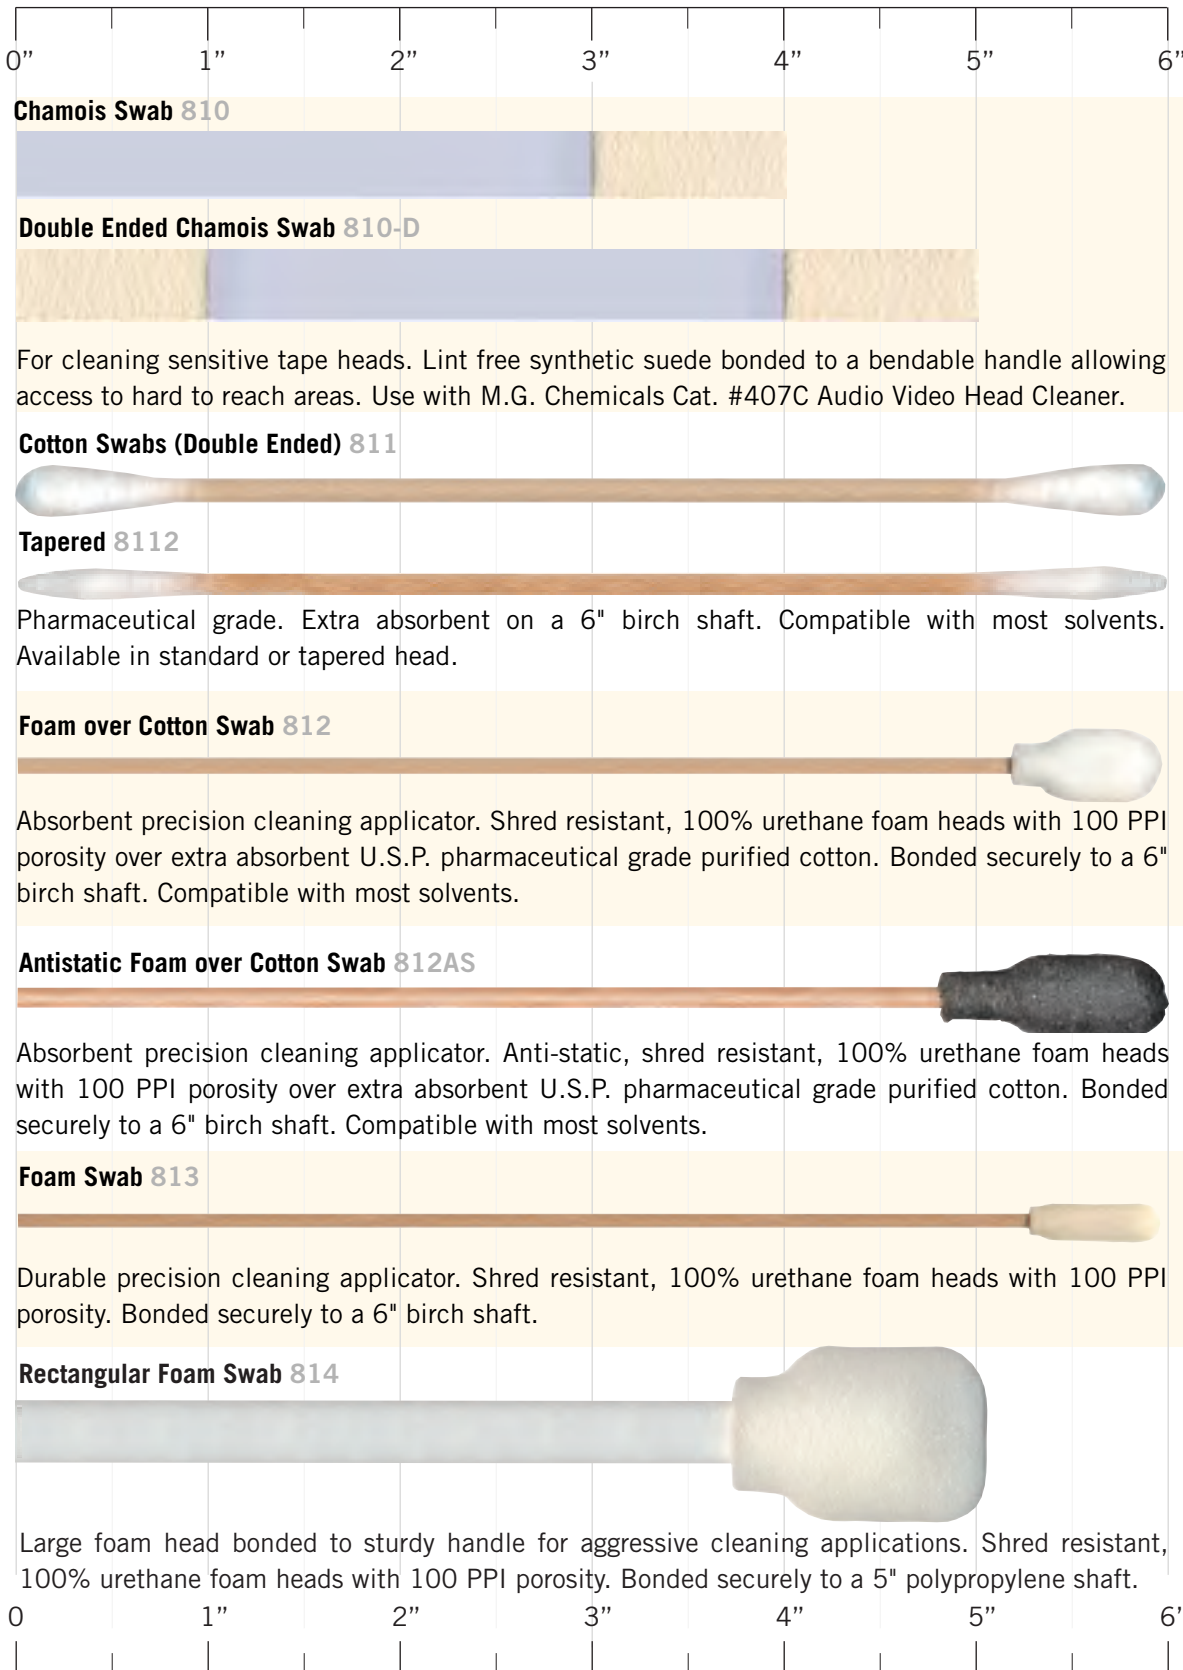 0” 1” 2” 3” 4” 5” 6”
Chamois Swab 810
Double Ended Chamois Swab 810-D
For cleaning sensitive tape heads. Lint free synthetic suede bonded to a bendable handle allowing
access to hard to reach areas. Use with M.G. Chemicals Cat. #407C Audio Video Head Cleaner.
Cotton Swabs (Double Ended) 811
Tapered 8112
Pharmaceutical grade. Extra absorbent on a 6" birch shaft. Compatible with most solvents.
Available in standard or tapered head.
Foam over Cotton Swab 812
Absorbent precision cleaning applicator. Shred resistant, 100% urethane foam heads with 100 PPI
porosity over extra absorbent U.S.P. pharmaceutical grade purified cotton. Bonded securely to a 6"
birch shaft. Compatible with most solvents.
Antistatic Foam over Cotton Swab 812AS
Absorbent precision cleaning applicator. Anti-static, shred resistant, 100% urethane foam heads
with 100 PPI porosity over extra absorbent U.S.P. pharmaceutical grade purified cotton. Bonded
securely to a 6" birch shaft. Compatible with most solvents.
Foam Swab 813
Durable precision cleaning applicator. Shred resistant, 100% urethane foam heads with 100 PPI
porosity. Bonded securely to a 6" birch shaft.
Rectangular Foam Swab 814
Large foam head bonded to sturdy handle for aggressive cleaning applications. Shred resistant,
100% urethane foam heads with 100 PPI porosity. Bonded securely to a 5" polypropylene shaft.
0 1” 2” 3” 4” 5” 6’